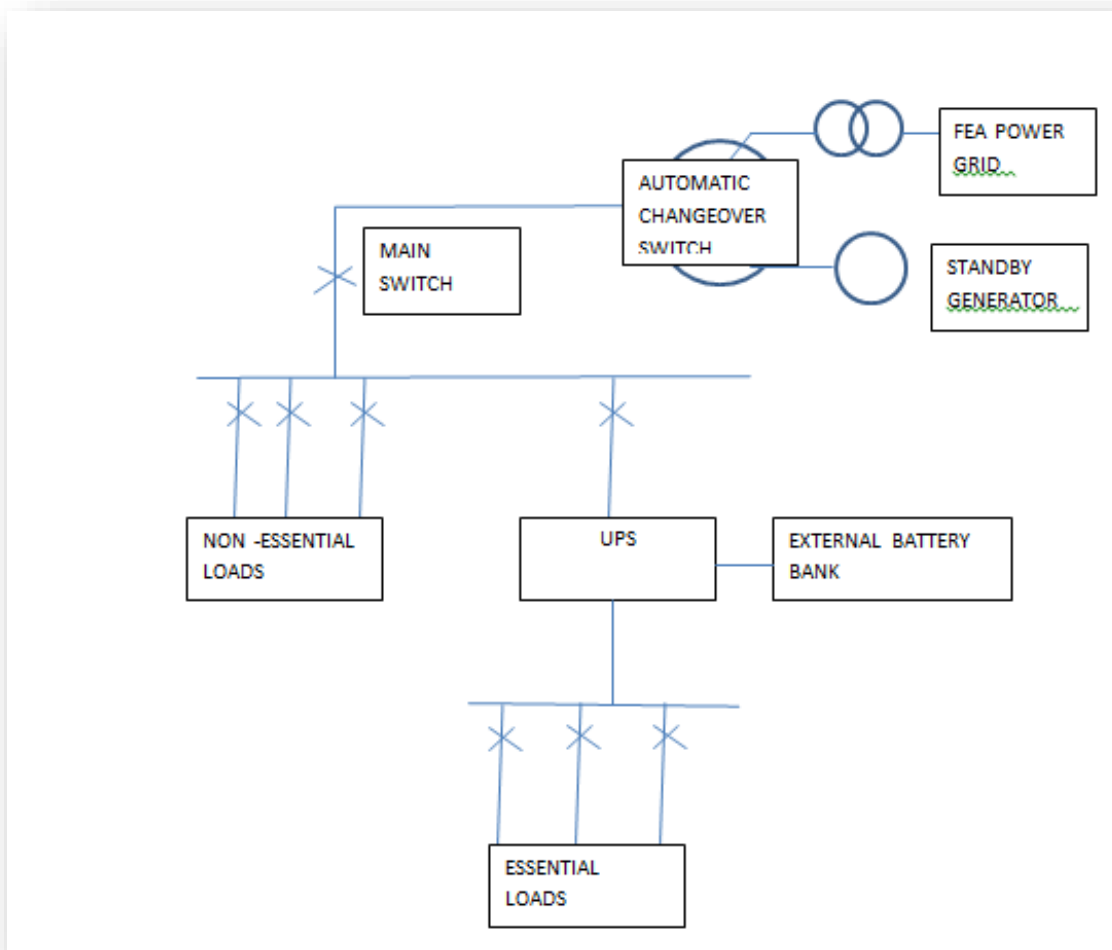 FEA POWER
GRID
AUTOMATIC
CHANGEOVER
SWITCH
MAIN
SWITCH
STANDBY
GENERATOR
NON -ESSENTIAL
LOADS
UPS
EXTERNAL BATTERY
BANK
ESSENTIAL
LOADS